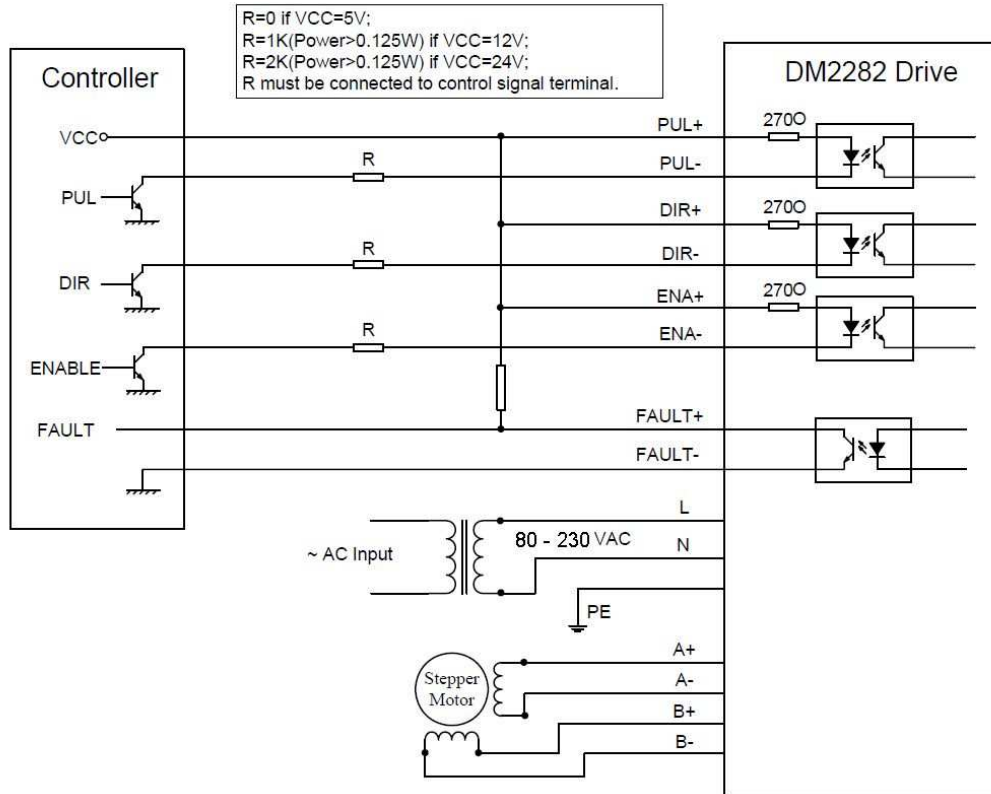 R=0 if VCC=5V;
R=1K(Power>0.125W) if VCC=12V;
R=2K(Power>0.125W) if VCC=24V;
R must be connected to control signal terminal.
Controller
DM2282 Drive
VCC
PUL+
270O
R
PUL-
PUL
DIR+
270O
R
DIR-
DIR
ENA+
270O
R
ENA-
ENABLE
FAULT
FAULT+
FAULT-
L
~ AC Input
80 - 230 VAC
N
PE
A+
Stepper
Motor
A-
B+
B-